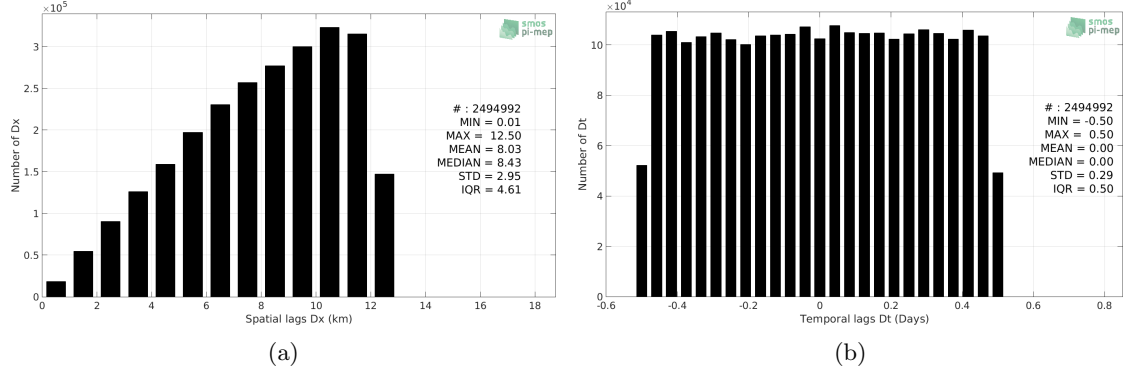 ×10⁵
smos
pi-mep
3
2.5
2
1.5
1
0.5
0
Number of Dx
# : 2494992
MIN = 0.01
MAX = 12.50
MEAN = 8.03
MEDIAN = 8.43
STD = 2.95
IQR = 4.61
0 2 4 6 8 10 12 14 16 18
Spatial lags Dx (km)
(a)
×10⁴
smos
pi-mep
10
8
6
4
2
0
Number of Dt
# : 2494992
MIN = -0.50
MAX = 0.50
MEAN = 0.00
MEDIAN = 0.00
STD = 0.29
IQR = 0.50
-0.6 -0.4 -0.2 0 0.2 0.4 0.6 0.8
Temporal lags Dt (Days)
(b)